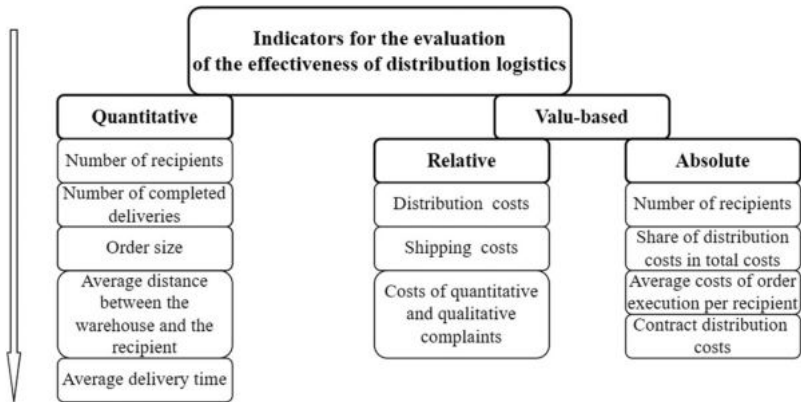 Indicators for the evaluation
of the effectiveness of distribution logistics
Quantitative
Number of recipients
Number of completed
deliveries
Order size
Average distance
between the
warehouse and the
recipient
Average delivery time
Valu-based
Relative
Distribution costs
Shipping costs
Costs of quantitative
and qualitative
complaints
Absolute
Number of recipients
Share of distribution
costs in total costs
Average costs of order
execution per recipient
Contract distribution
costs